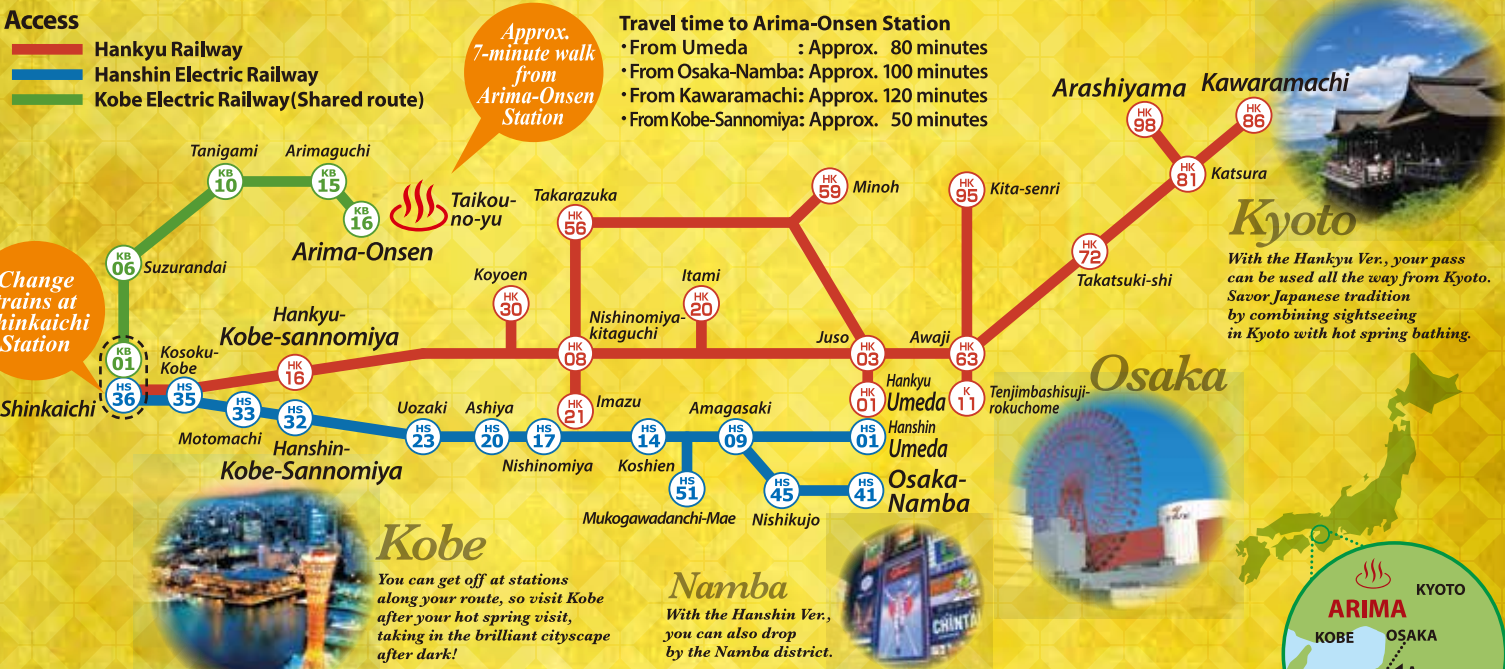 Access
Hankyu Railway
Hanshin Electric Railway
Kobe Electric Railway(Shared route)
Approx.
7-minute walk
from
Arima-Onsen
Station
Travel time to Arima-Onsen Station
・From Umeda : Approx. 80 minutes
・From Osaka-Namba: Approx. 100 minutes
・From Kawaramachi: Approx. 120 minutes
・From Kobe-Sannomiya: Approx. 50 minutes
Arashiyama
HK
98
Kawaramachi
HK
86
HK
81
Katsura
HK
72
Takatsuki-shi
Tanigami
KB
10
Arimaguchi
KB
15
KB
16
Arima-Onsen
Taikou-
no-yu
KB
06
Suzurandai
Change
trains at
Shinkaichi
Station
KB
01
HS
36
Shinkaichi
Kosoku-
Kobe
HS
35
Hankyu-
Kobe-sannomiya
HK
16
HS
33
Motomachi
HS
32
Hanshin-
Kobe-Sannomiya
Koyoen
HK
30
Takarazuka
HK
56
Nishinomiya-
kitaguchi
HK
08
HK
21
Imazu
Itami
HK
20
HK
59
Minoh
Juso
HK
03
HK
01
Hankyu
Umeda
HK
95
Kita-senri
Awaji
HK
63
K
11
Tenjimbashisuji-
rokuchome
Uozaki
HS
23
Ashiya
HS
20
HS
17
Nishinomiya
HS
14
Koshien
HS
51
Mukogawadanchi-Mae
Amagasaki
HS
09
HS
01
Hanshin
Umeda
HS
45
Nishikujo
HS
41
Osaka-
Namba
Kyoto
With the Hankyu Ver., your pass
can be used all the way from Kyoto.
Savor Japanese tradition
by combining sightseeing
in Kyoto with hot spring bathing.
Osaka
Kobe
You can get off at stations
along your route, so visit Kobe
after your hot spring visit,
taking in the brilliant cityscape
after dark!
Namba
With the Hanshin Ver.,
you can also drop
by the Namba district.
CHINTAI
ARIMA
KYOTO
KOBE
OSAKA